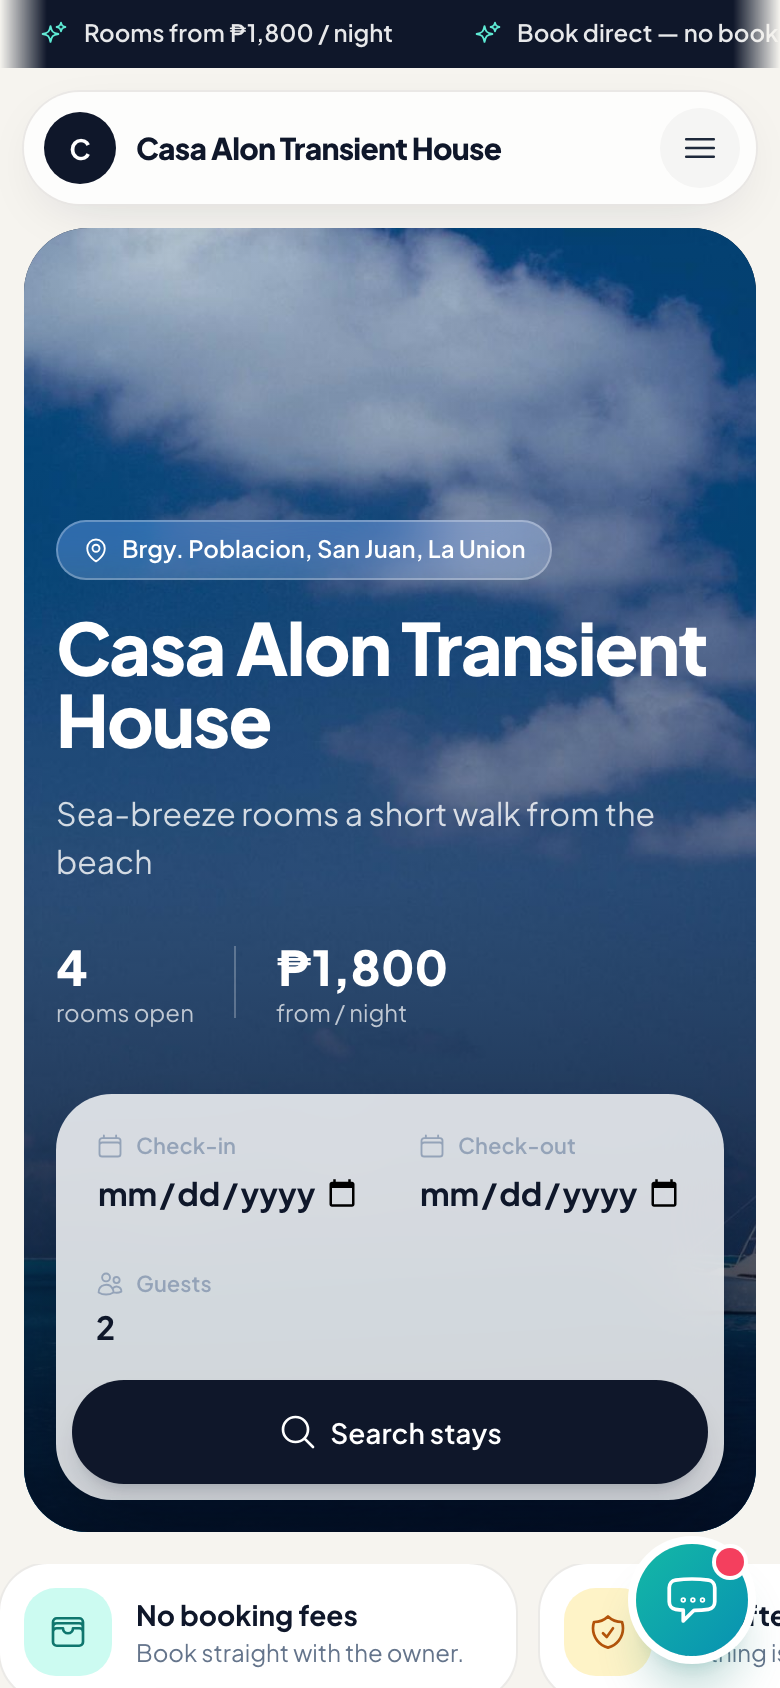 Rooms from ₱1,800 / night
Book direct — no book
C
Casa Alon Transient House
Brgy. Poblacion, San Juan, La Union
Casa Alon Transient
House
Sea-breeze rooms a short walk from the
beach
4
rooms open
₱1,800
from / night
Check-in
Check-out
mm/dd/yyyy
mm/dd/yyyy
Guests
2
Search stays
No booking fees
Book straight with the owner.